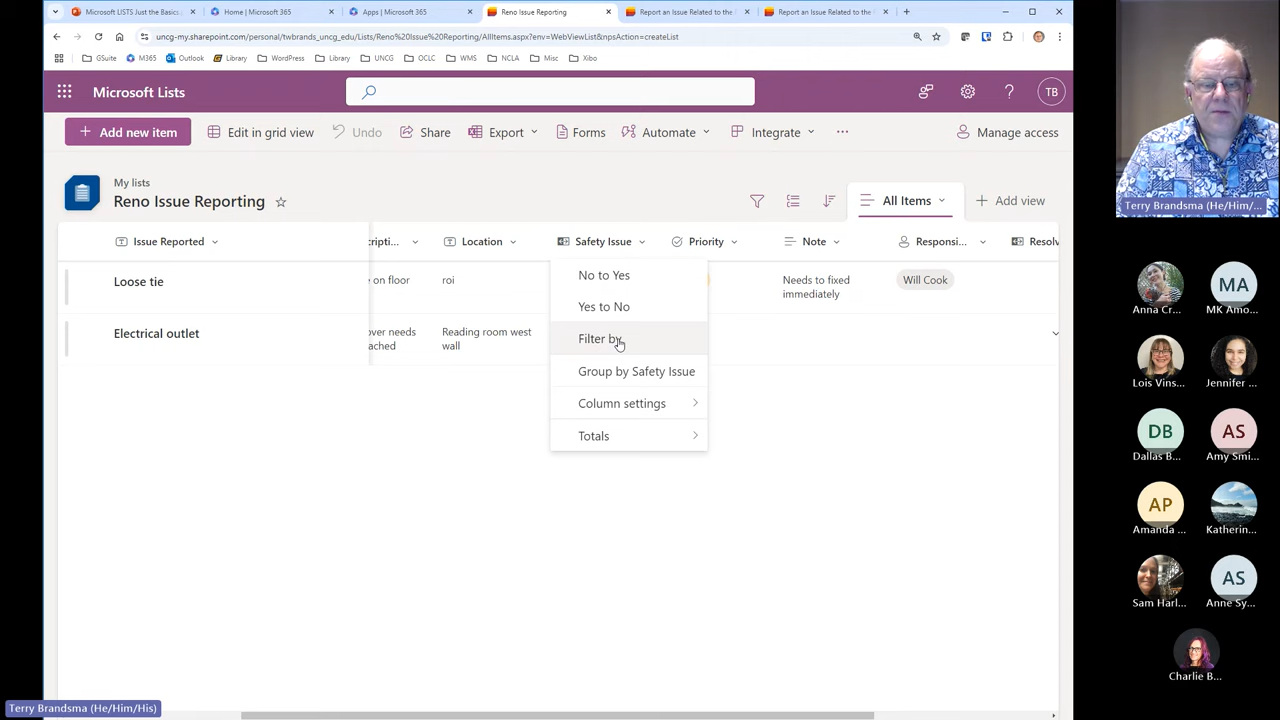 Microsoft LISTS Just the Basics
Home | Microsoft 365
Apps | Microsoft 365
Reno Issue Reporting
Report an Issue Related to the
Report an Issue Related to the
uncg-my.sharepoint.com/personal/twbrands_uncg_edu/Lists/Reno%20Issue%20Reporting/AllItems.aspx?env=WebViewList&npsAction=createList
GSuite
M365
Outlook
Library
WordPress
Library
UNCG
OCLC
WMS
NCLA
Misc
Xibo
Microsoft Lists
TB
Add new item
Edit in grid view
Undo
Share
Export
Forms
Automate
Integrate
Manage access
My lists
Reno Issue Reporting
All Items
Add view
Issue Reported
cripti...
Location
Safety Issue
Priority
Note
Responsi...
Resolv
Loose tie
on floor
roi
Needs to fixed
immediately
Will Cook
Electrical outlet
over needs
ached
Reading room west
wall
No to Yes
Yes to No
Filter by
Group by Safety Issue
Column settings
Totals
Terry Brandsma (He/Him/...
Anna Cr...
MA
MK Amo...
Lois Vins...
Jennifer ...
DB
Dallas B...
AS
Amy Smi...
AP
Amanda ...
Katherin...
Sam Harl...
AS
Anne Sy...
Charlie B...
Terry Brandsma (He/Him/His)